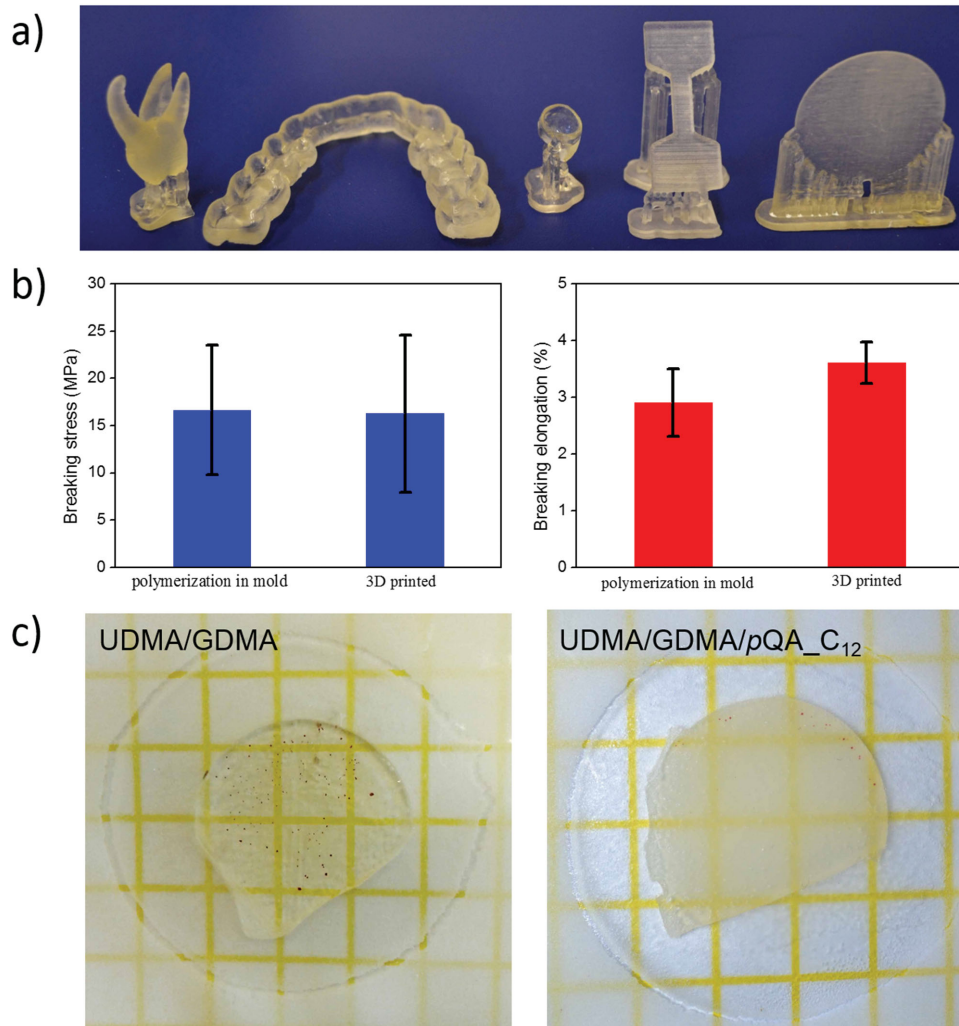 a)
b)
30
25
20
15
10
5
0
Breaking stress (MPa)
polymerization in mold
3D printed
5
4
3
2
1
0
Breaking elongation (%)
polymerization in mold
3D printed
c)
UDMA/GDMA
UDMA/GDMA/pQA_C₁₂